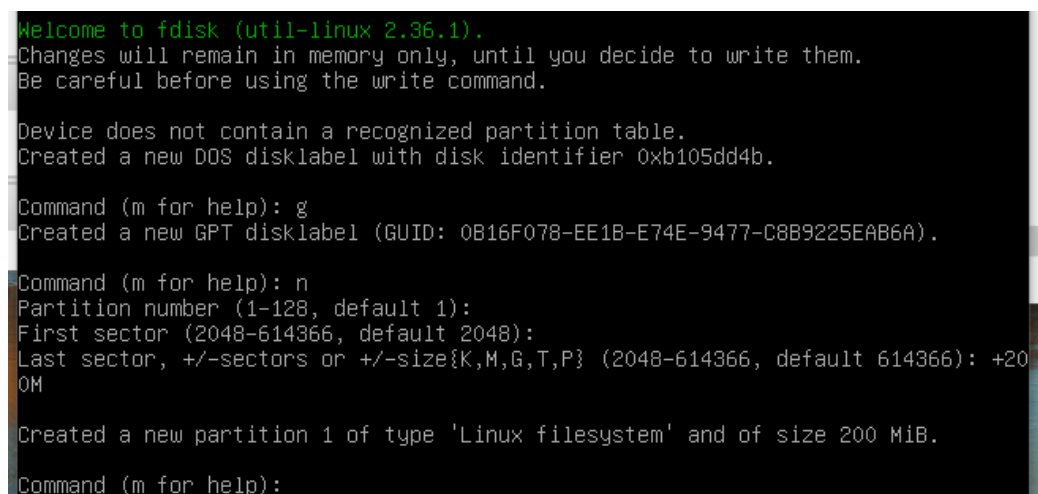 Welcome to fdisk (util-linux 2.36.1).
Changes will remain in memory only, until you decide to write them.
Be careful before using the write command.
Device does not contain a recognized partition table.
Created a new DOS disklabel with disk identifier 0xb105dd4b.
Command (m for help): g
Created a new GPT disklabel (GUID: 0B16F078-EE1B-E74E-9477-C8B9225EAB6A).
Command (m for help): n
Partition number (1-128, default 1):
First sector (2048-614366, default 2048):
Last sector, +/-sectors or +/-size{K,M,G,T,P} (2048-614366, default 614366): +20
0M
Created a new partition 1 of type 'Linux filesystem' and of size 200 MiB.
Command (m for help):